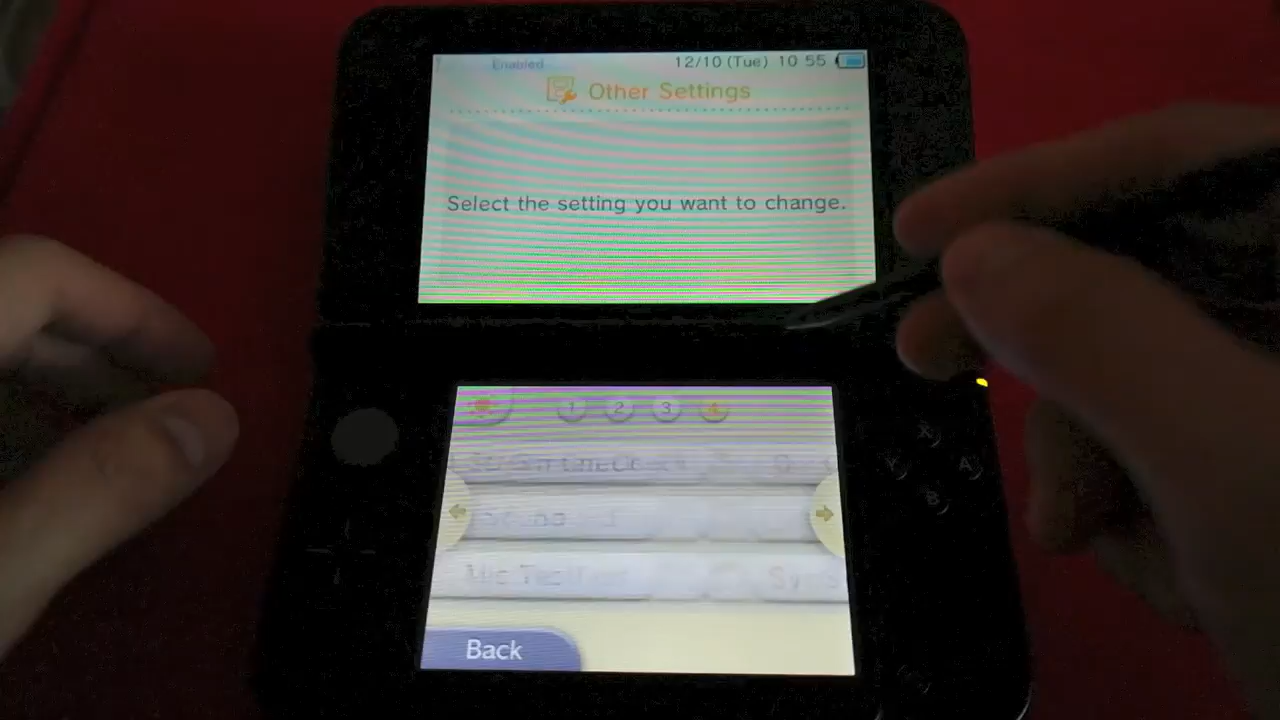 Enabled
12/10 (Tue) 10 55
Other Settings
Select the setting you want to change.
1 2 3 4
Back
X
Y A
B